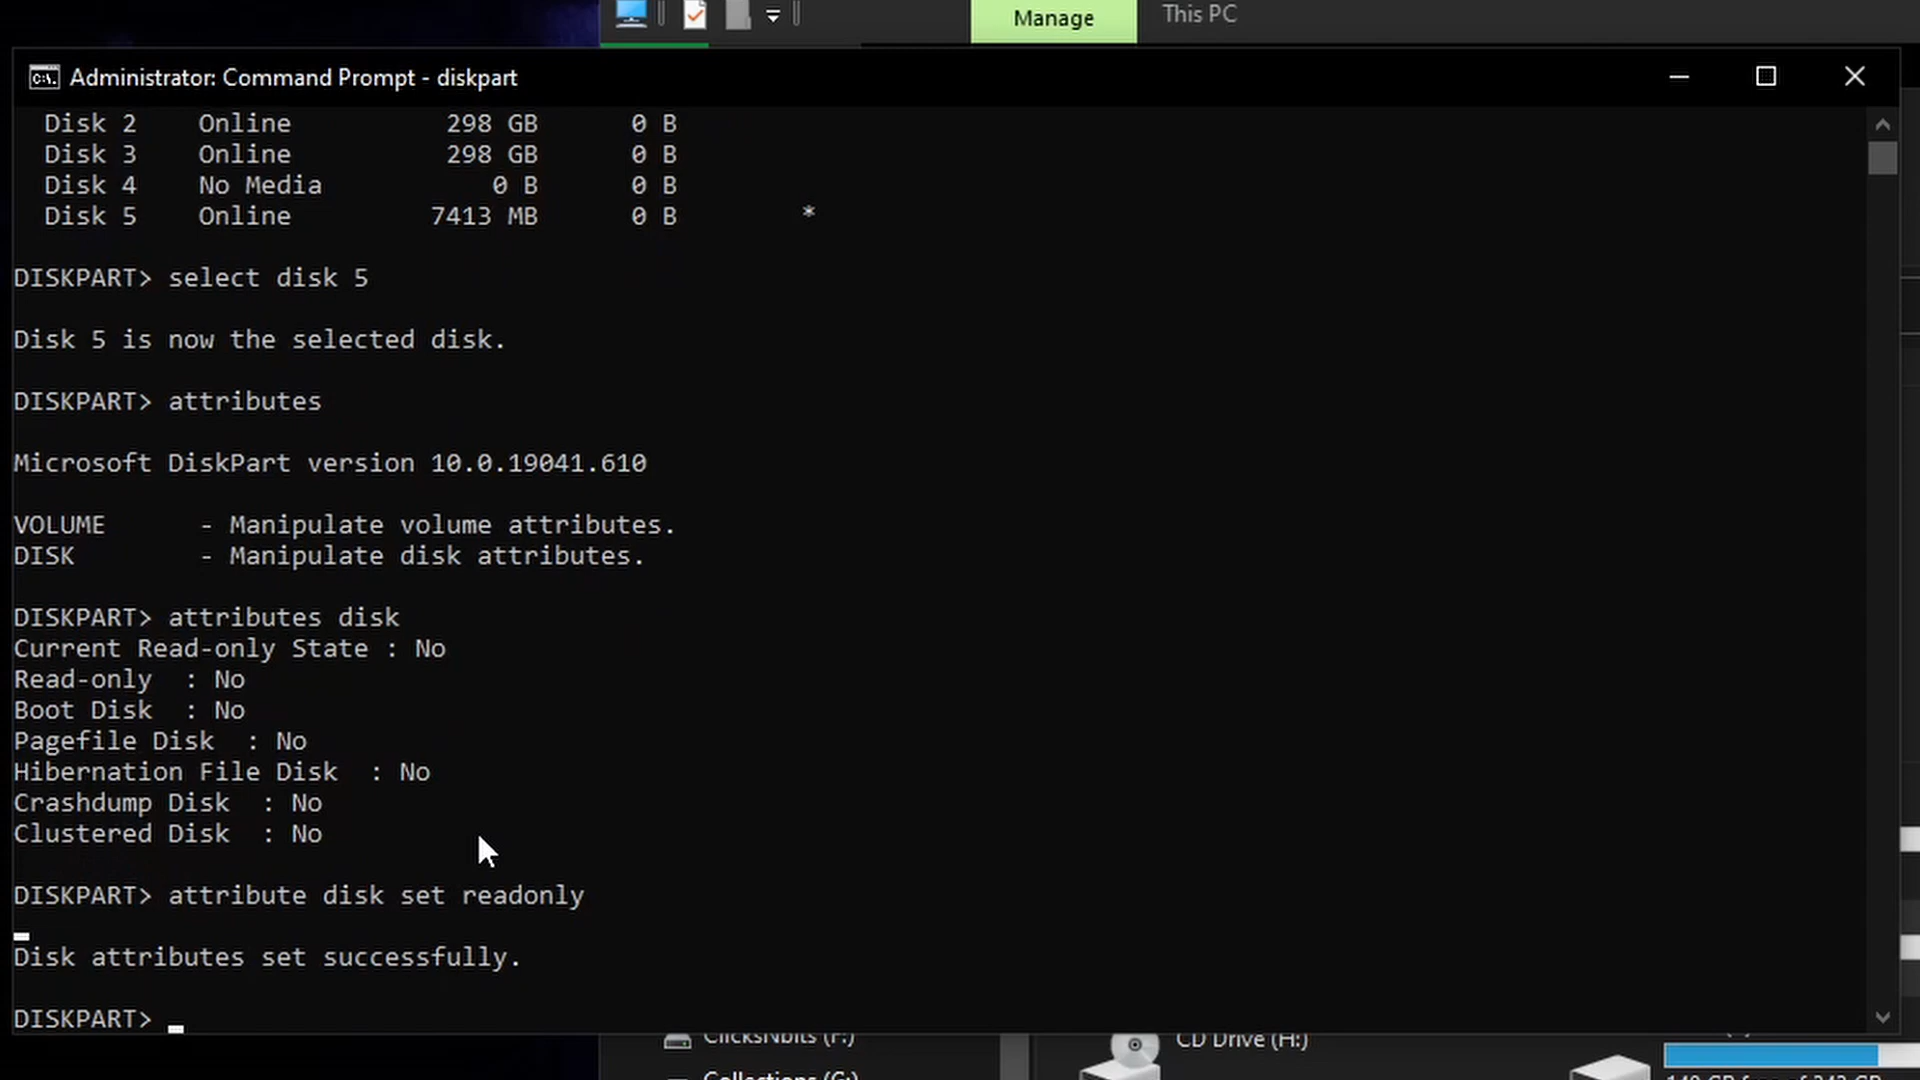 Manage
This PC
Administrator: Command Prompt - diskpart
Disk 2 Online 298 GB 0 B
Disk 3 Online 298 GB 0 B
Disk 4 No Media 0 B 0 B
Disk 5 Online 7413 MB 0 B *
DISKPART> select disk 5
Disk 5 is now the selected disk.
DISKPART> attributes
Microsoft DiskPart version 10.0.19041.610
VOLUME - Manipulate volume attributes.
DISK - Manipulate disk attributes.
DISKPART> attributes disk
Current Read-only State : No
Read-only : No
Boot Disk : No
Pagefile Disk : No
Hibernation File Disk : No
Crashdump Disk : No
Clustered Disk : No
DISKPART> attribute disk set readonly
Disk attributes set successfully.
DISKPART>
ClicksNbits (F:)
CD Drive (H:)
Collections (G:)